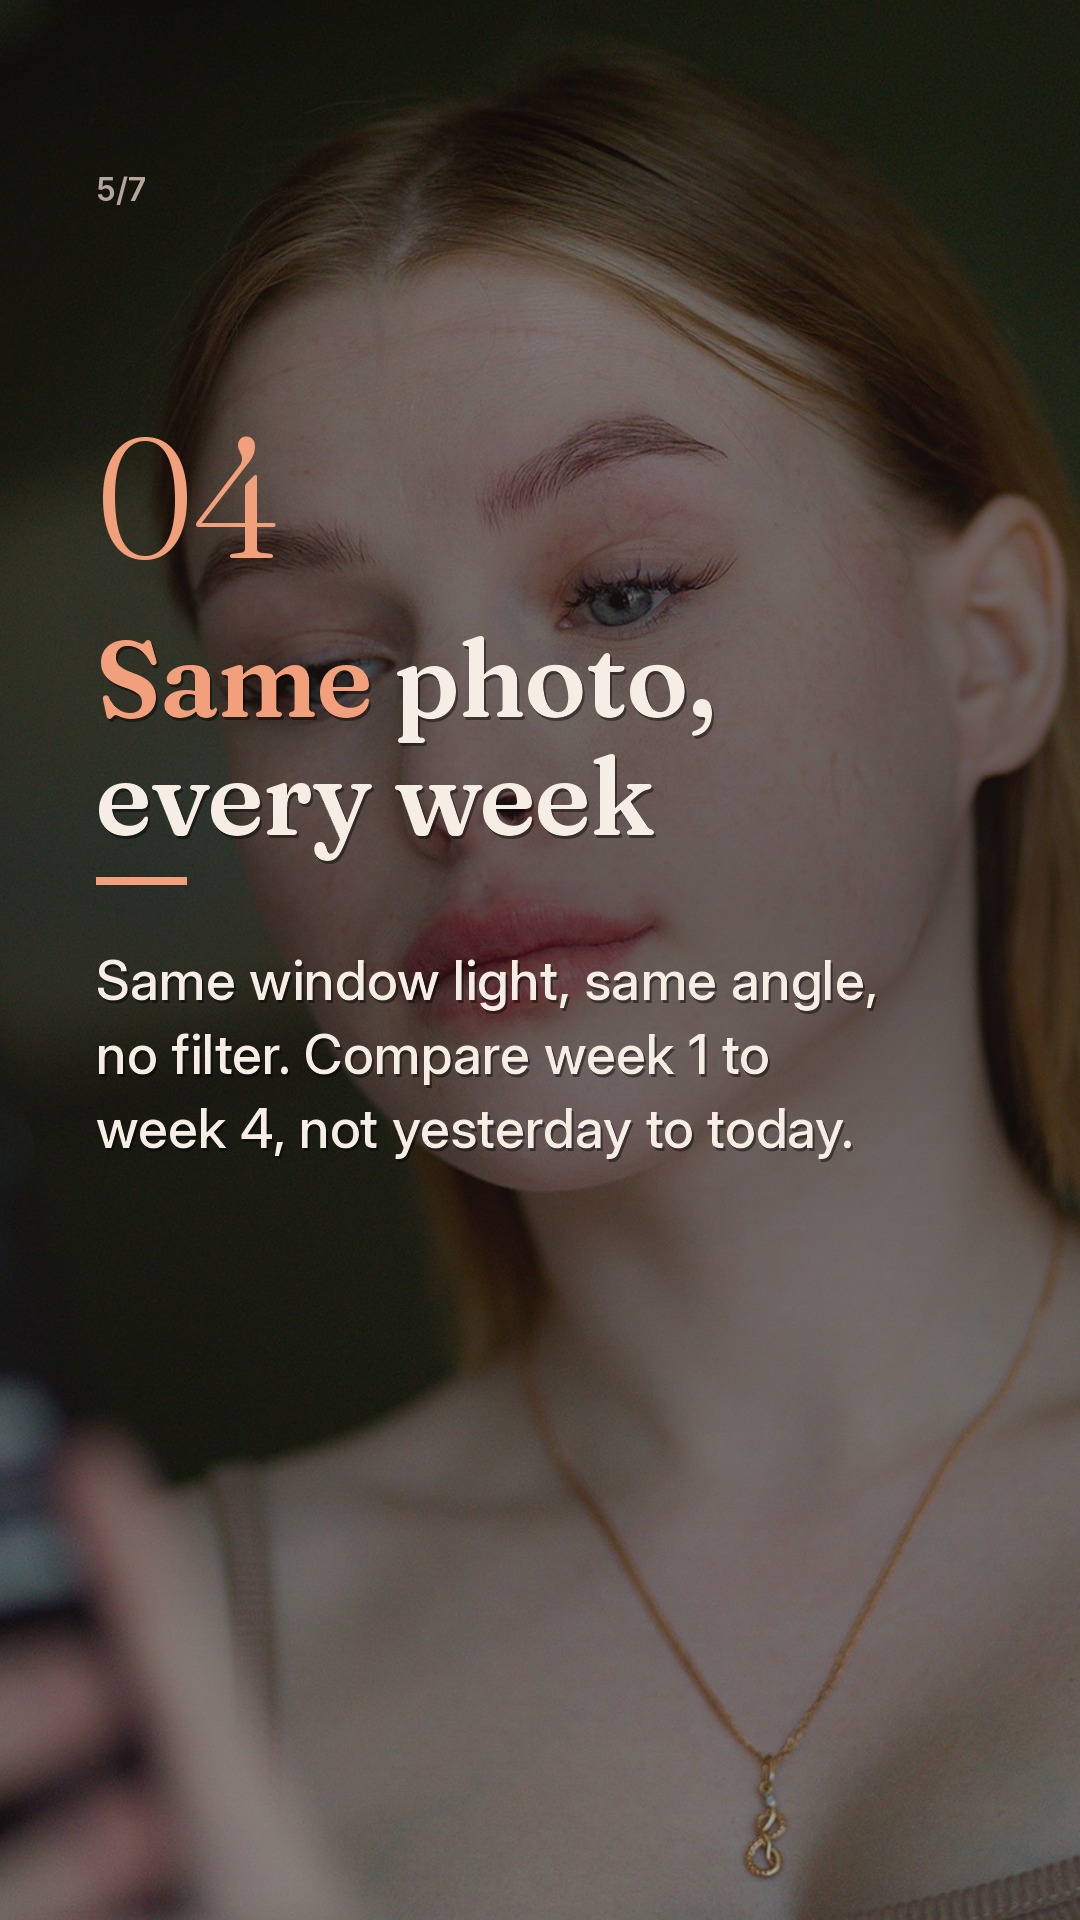 5/7
04
Same photo,
every week
Same window light, same angle,
no filter. Compare week 1 to
week 4, not yesterday to today.